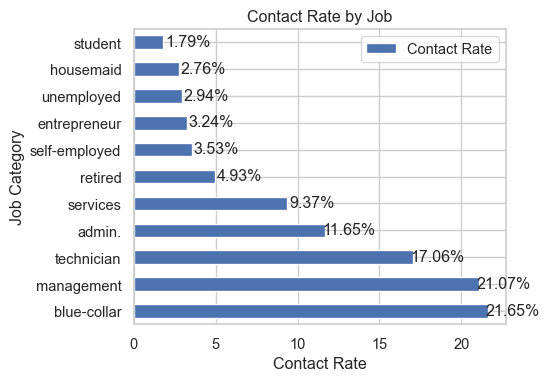 Contact Rate by Job
Contact Rate
student 1.79%
housemaid 2.76%
unemployed 2.94%
entrepreneur 3.24%
self-employed 3.53%
retired 4.93%
services 9.37%
admin. 11.65%
technician 17.06%
management 21.07%
blue-collar 21.65%
Job Category
0 5 10 15 20
Contact Rate